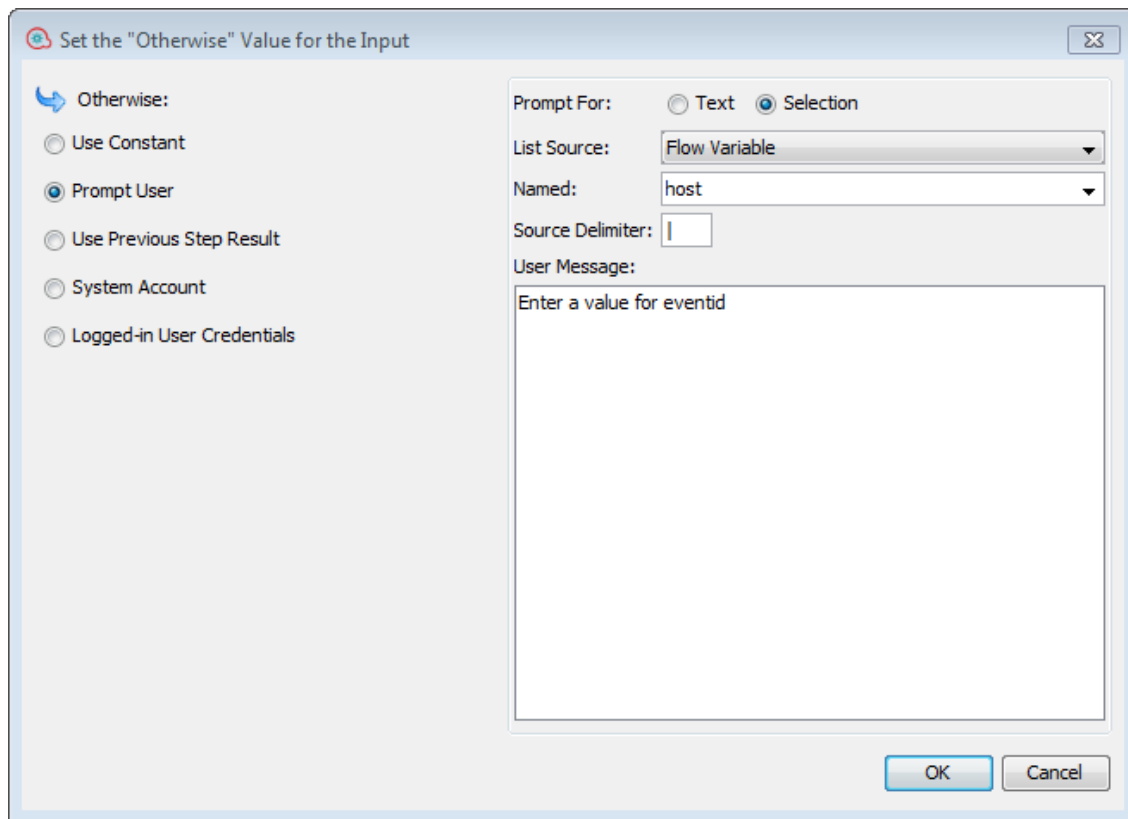 Set the "Otherwise" Value for the Input
Otherwise:
Use Constant
Prompt User
Use Previous Step Result
System Account
Logged-in User Credentials
Prompt For: Text Selection
List Source: Flow Variable
Named: host
Source Delimiter: |
User Message:
Enter a value for eventid
OK Cancel